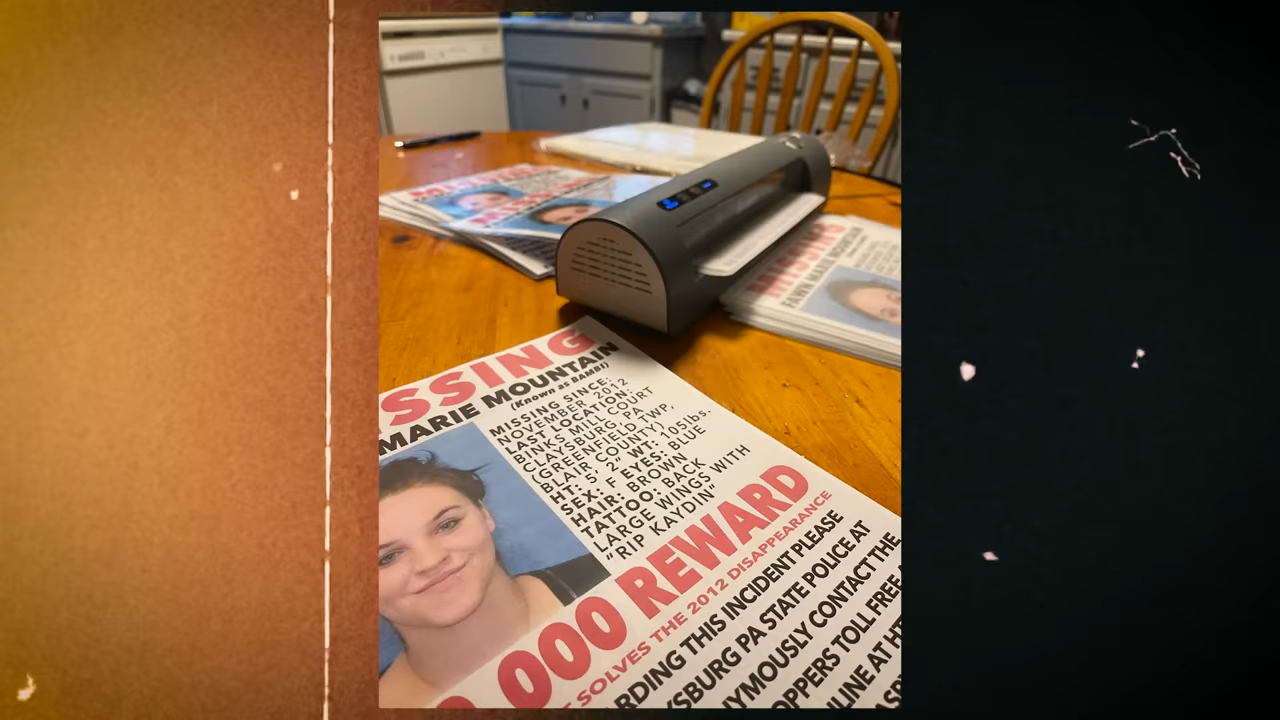 MISSING
FAWN MARIE MOUNTAIN
SSING
MARIE MOUNTAIN
(Known as BAMBI)
MISSING SINCE:
NOVEMBER 2012
LAST LOCATION:
BINKS MILL COURT
CLAYSBURG, PA
(GREENFIELD TWP,
BLAIR COUNTY)
HT: 5' 2" WT: 105lbs.
SEX: F EYES: BLUE
HAIR: BROWN
TATTOO: BACK
LARGE WINGS WITH
"RIP KAYDIN"
000 REWARD
SOLVES THE 2012 DISAPPEARANCE
RDING THIS INCIDENT PLEASE
YSBURG PA STATE POLICE AT
YMOUSLY CONTACT THE
OPPERS TOLL FREE
LINE AT